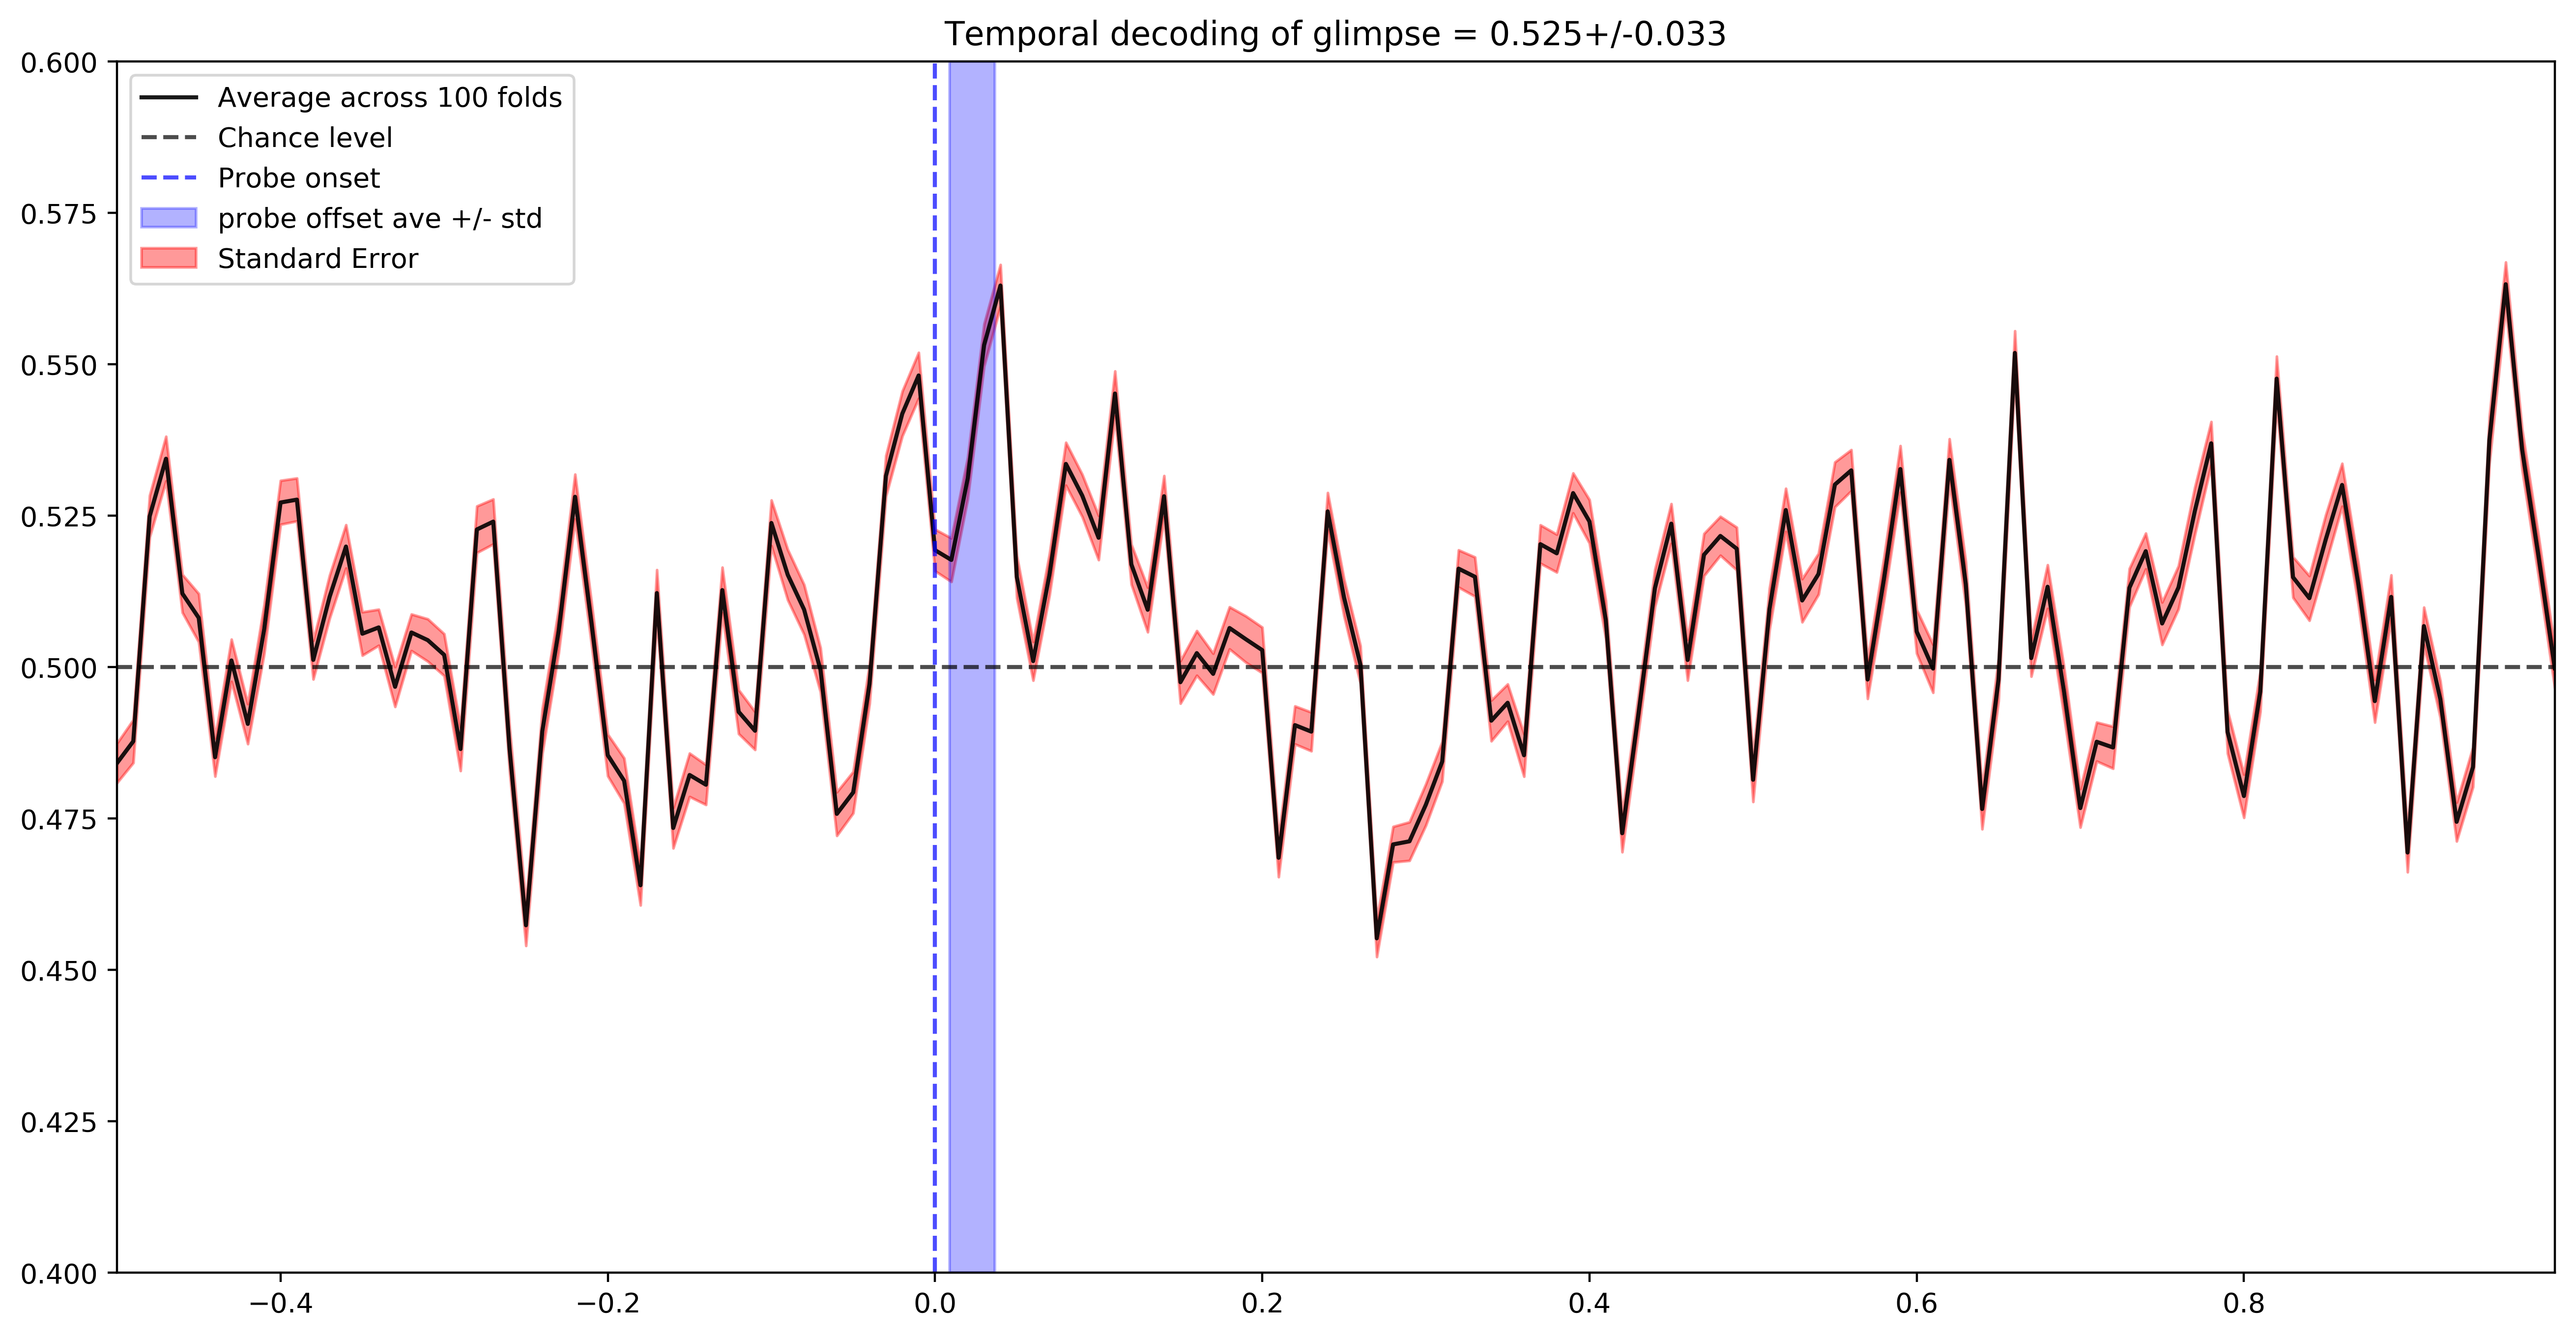 Temporal decoding of glimpse = 0.525+/-0.033
0.600
0.575
0.550
0.525
0.500
0.475
0.450
0.425
0.400
Average across 100 folds
Chance level
Probe onset
probe offset ave +/- std
Standard Error
−0.4
−0.2
0.0
0.2
0.4
0.6
0.8